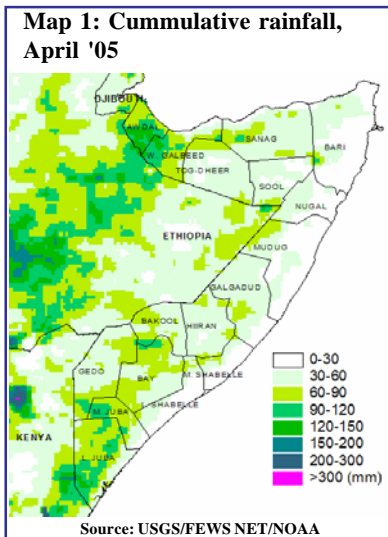 Map 1: Cummulative rainfall,
April '05
DJIBOUTI
AWDAL
W. GALBEED
SANAG
BARI
TOG-DHEER
SOOL
NUGAL
ETHIOPIA
MUDUG
GALGADUD
BAKOOL
HIIRAN
GEDO
BAY
M. SHABELLE
L. SHABELLE
M. JUBA
KENYA
L. JUBA
0-30
30-60
60-90
90-120
120-150
150-200
200-300
>300 (mm)
Source: USGS/FEWS NET/NOAA